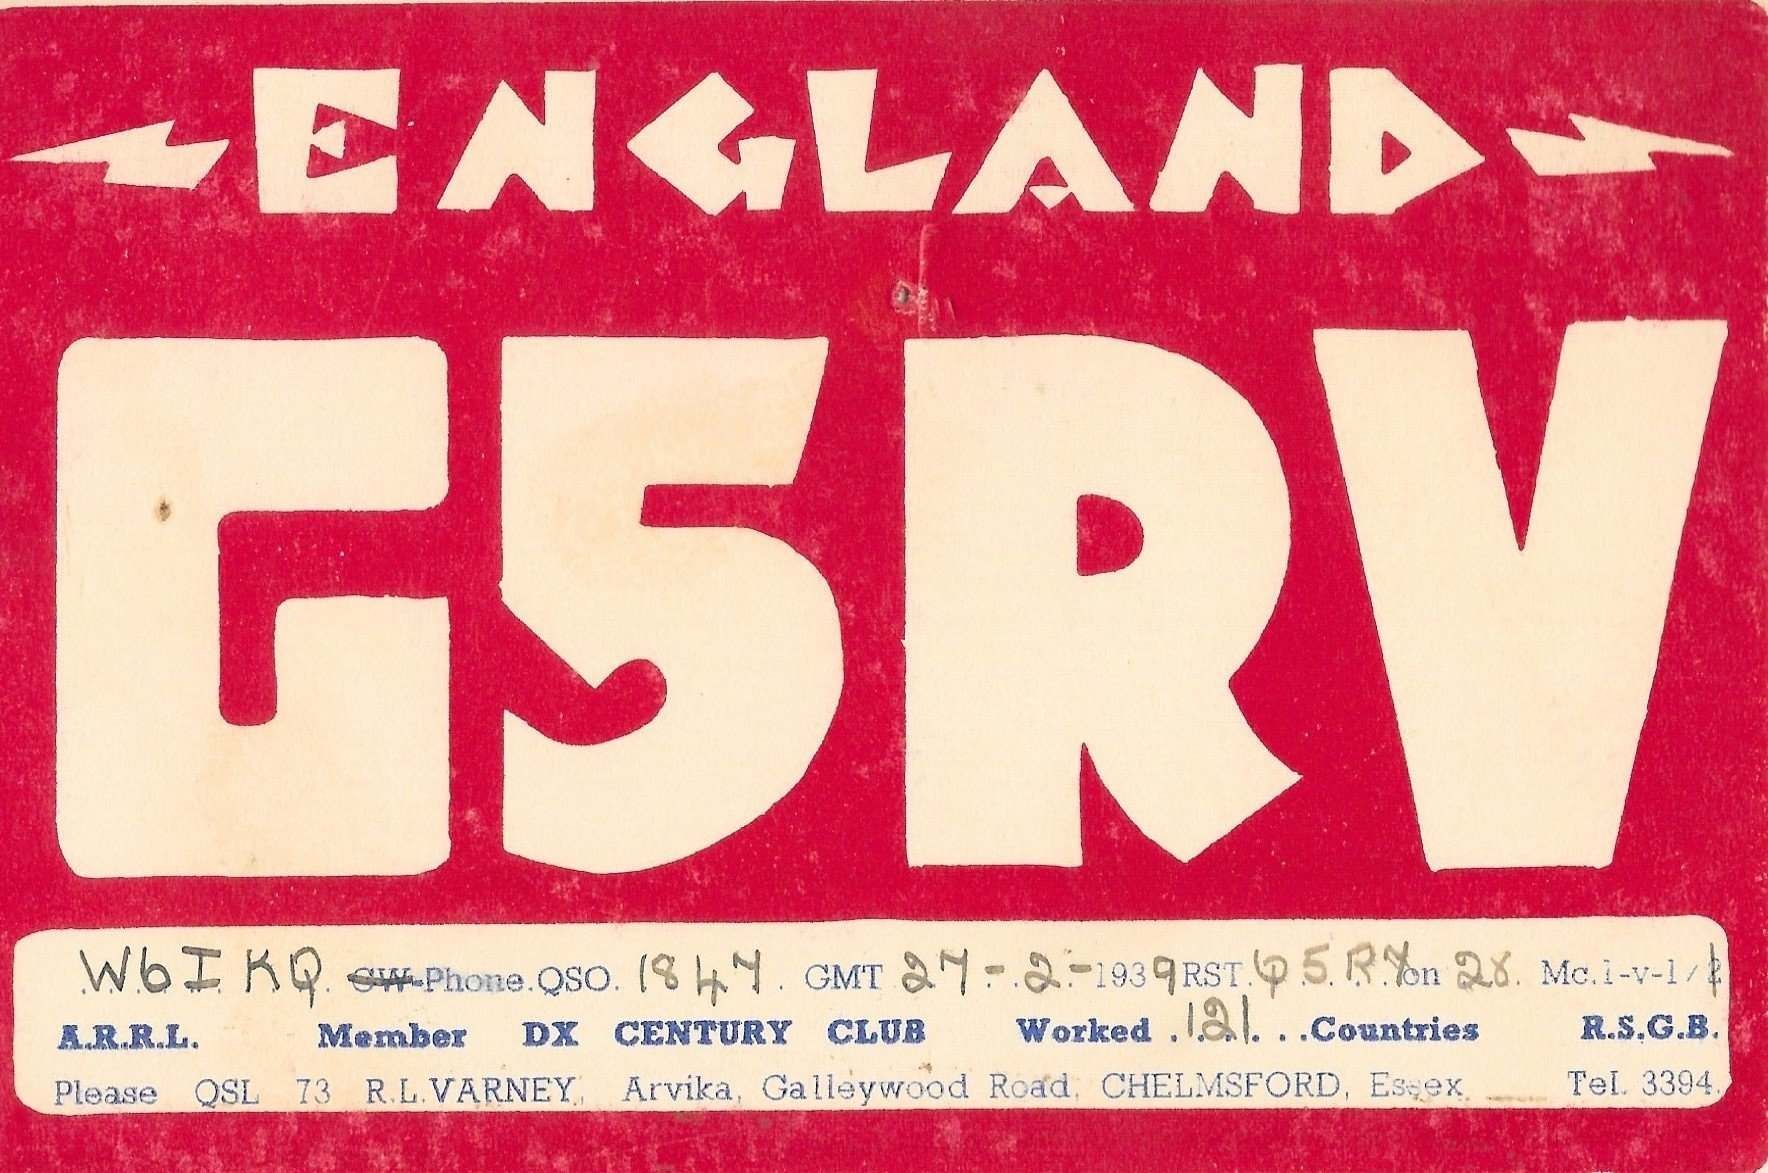 ENGLAND
G5RV
W6IKQ. CW-Phone.QSO. 1847. GMT 27-2-1939 RST. Q5R7 on 28. Mc.1-v-1/
A.R.R.L. Member DX CENTURY CLUB Worked .121. . .Countries R.S.G.B.
Please QSL 73 R.L.VARNEY, Arvika, Galleywood Road, CHELMSFORD, Essex Tel. 3394.